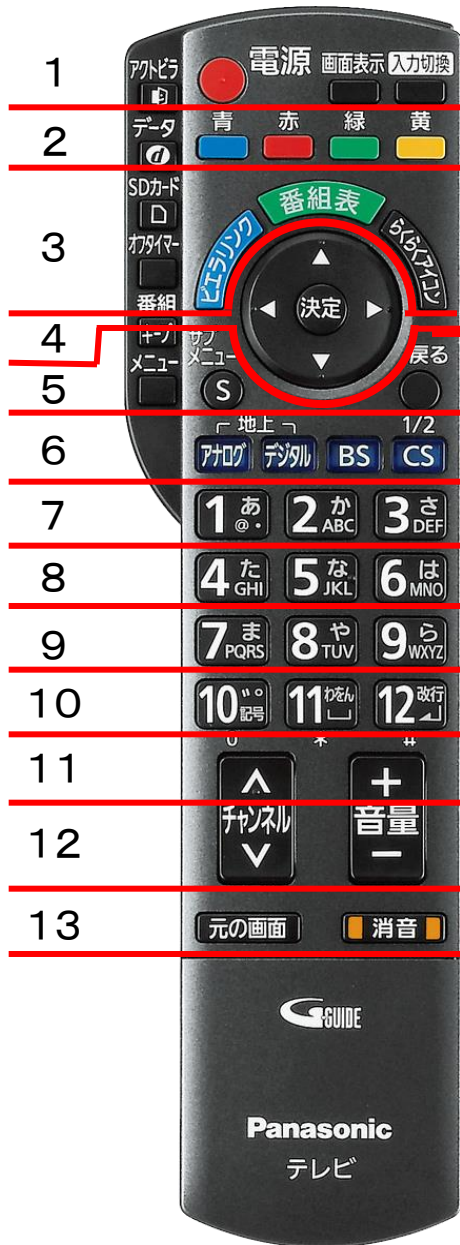 1 アクトビラ 電源 画面表示 入力切換
2 データ d 青 赤 緑 黄
3 SDカード オフタイマー ビエラリンク 番組表 らくらくアイコン
▲
◀ 決定 ▶
▼
4 番組 キープ
5 メニュー サブメニュー S 戻る
6 地上 アナログ デジタル BS 1/2 CS
7 1 あ @. 2 か ABC 3 さ DEF
8 4 た GHI 5 な JKL 6 は MNO
9 7 ま PQRS 8 や TUV 9 ら WXYZ
10 10 ゛゜ 記号 11 わをん 12 改行
0 * #
11 ∧ +
12 チャンネル 音量
∨ −
13 元の画面 消音
G-GUIDE
Panasonic
テレビ